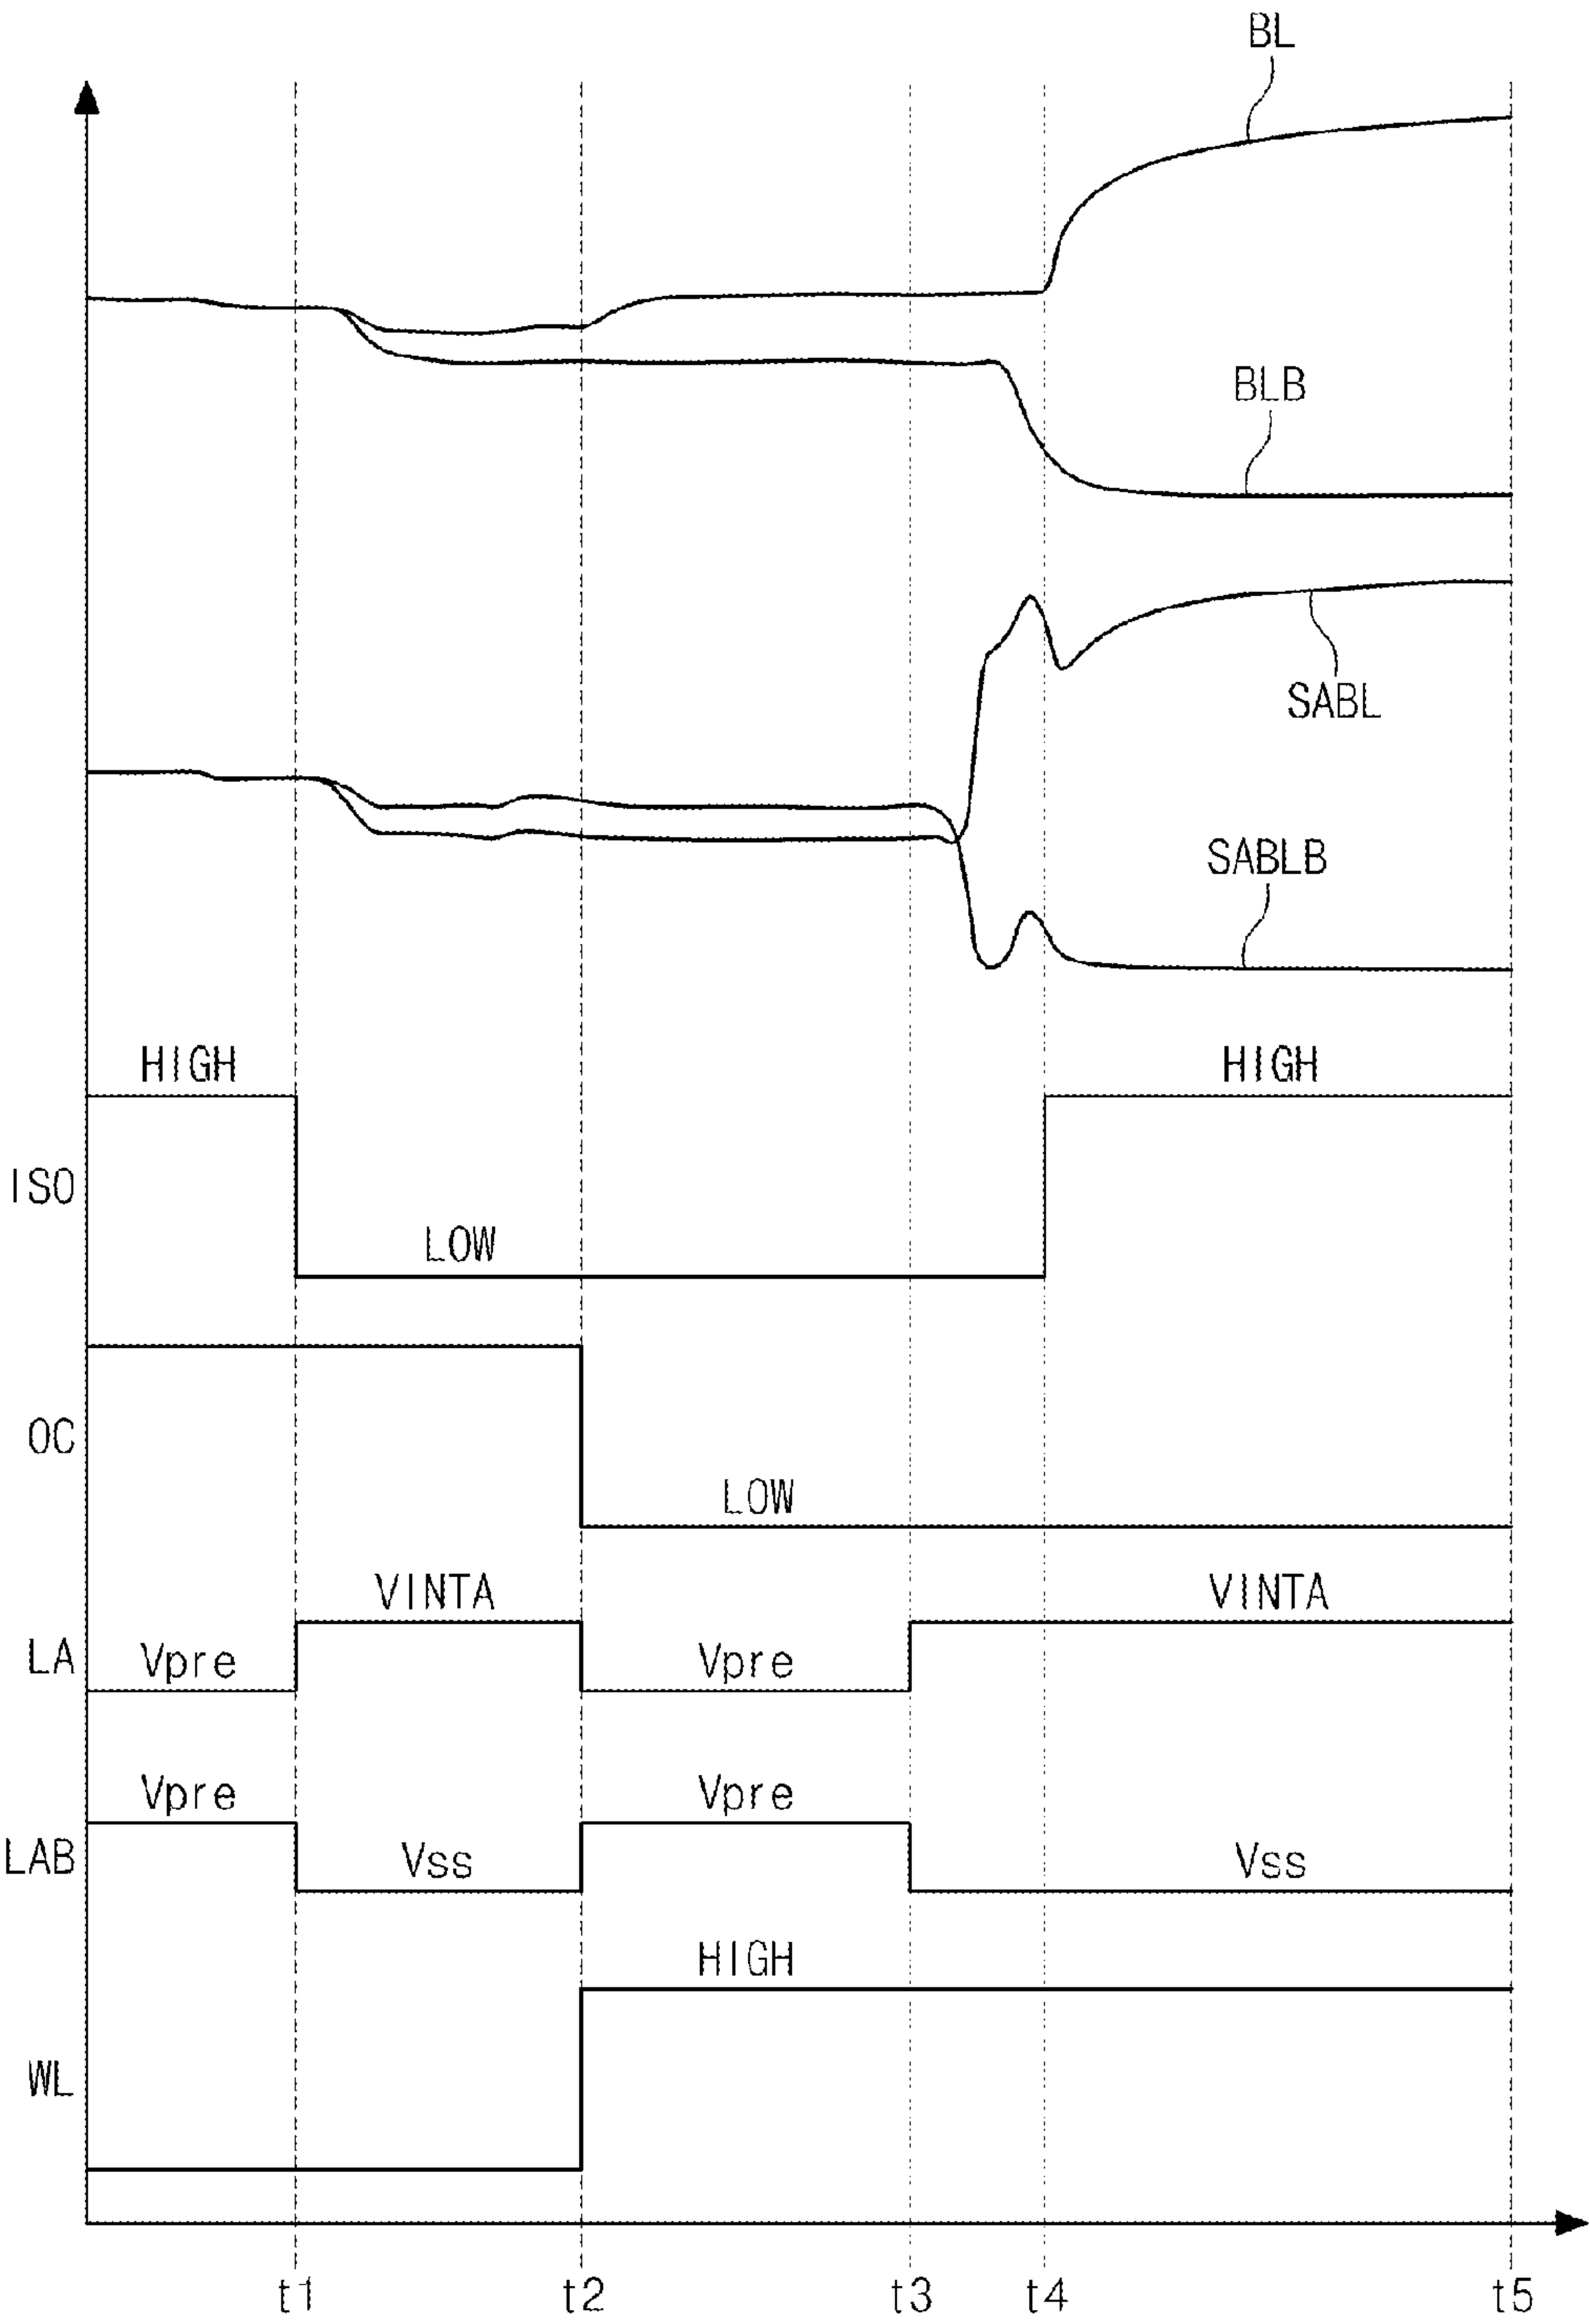 BL
BLB
SABL
SABLB
HIGH HIGH
ISO
LOW
OC
LOW
VINTA VINTA
LA Vpre Vpre
Vpre Vpre
LAB Vss Vss
HIGH
WL
t1 t2 t3 t4 t5